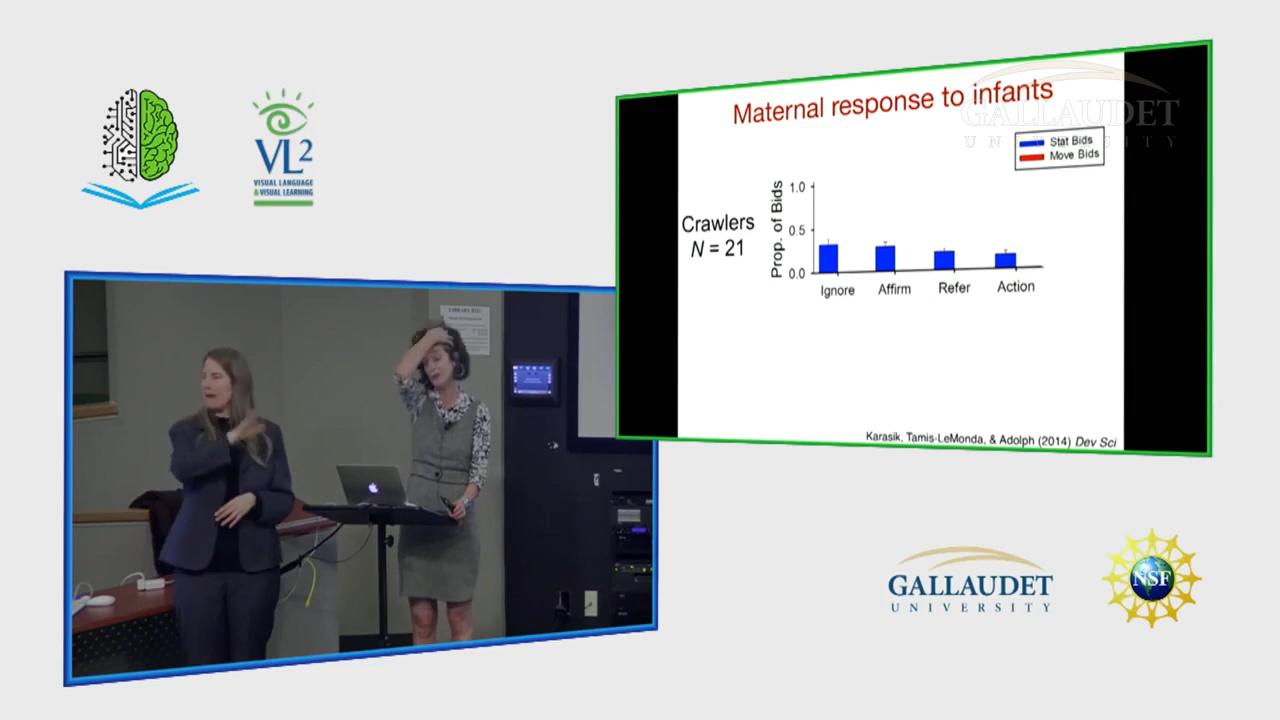 VL2
VISUAL LANGUAGE
& VISUAL LEARNING
Maternal response to infants
GALLAUDET
UNIVERSITY
Stat Bids
Move Bids
Crawlers
N = 21
Prop. of Bids
1.0
0.5
0.0
Ignore
Affirm
Refer
Action
Karasik, Tamis-LeMonda, & Adolph (2014) Dev Sci
GALLAUDET
UNIVERSITY
NSF